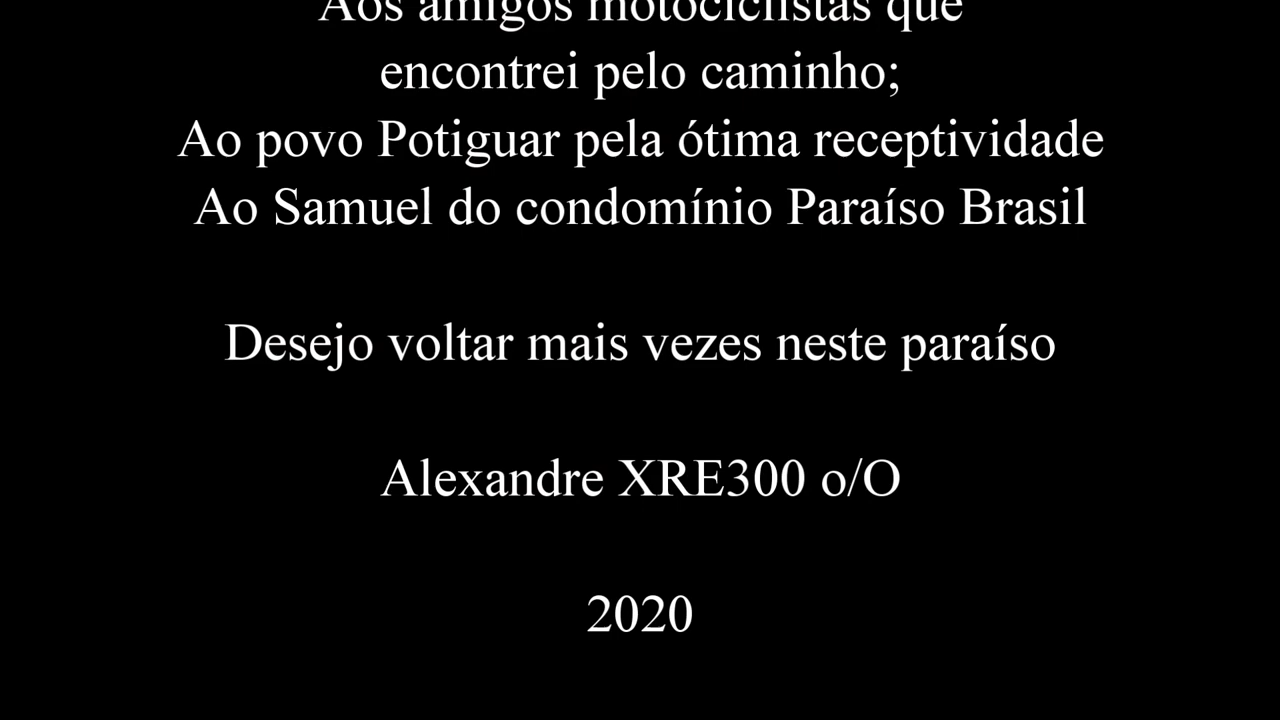 Aos amigos motociclistas que
encontrei pelo caminho;
Ao povo Potiguar pela ótima receptividade
Ao Samuel do condomínio Paraíso Brasil
Desejo voltar mais vezes neste paraíso
Alexandre XRE300 o/O
2020